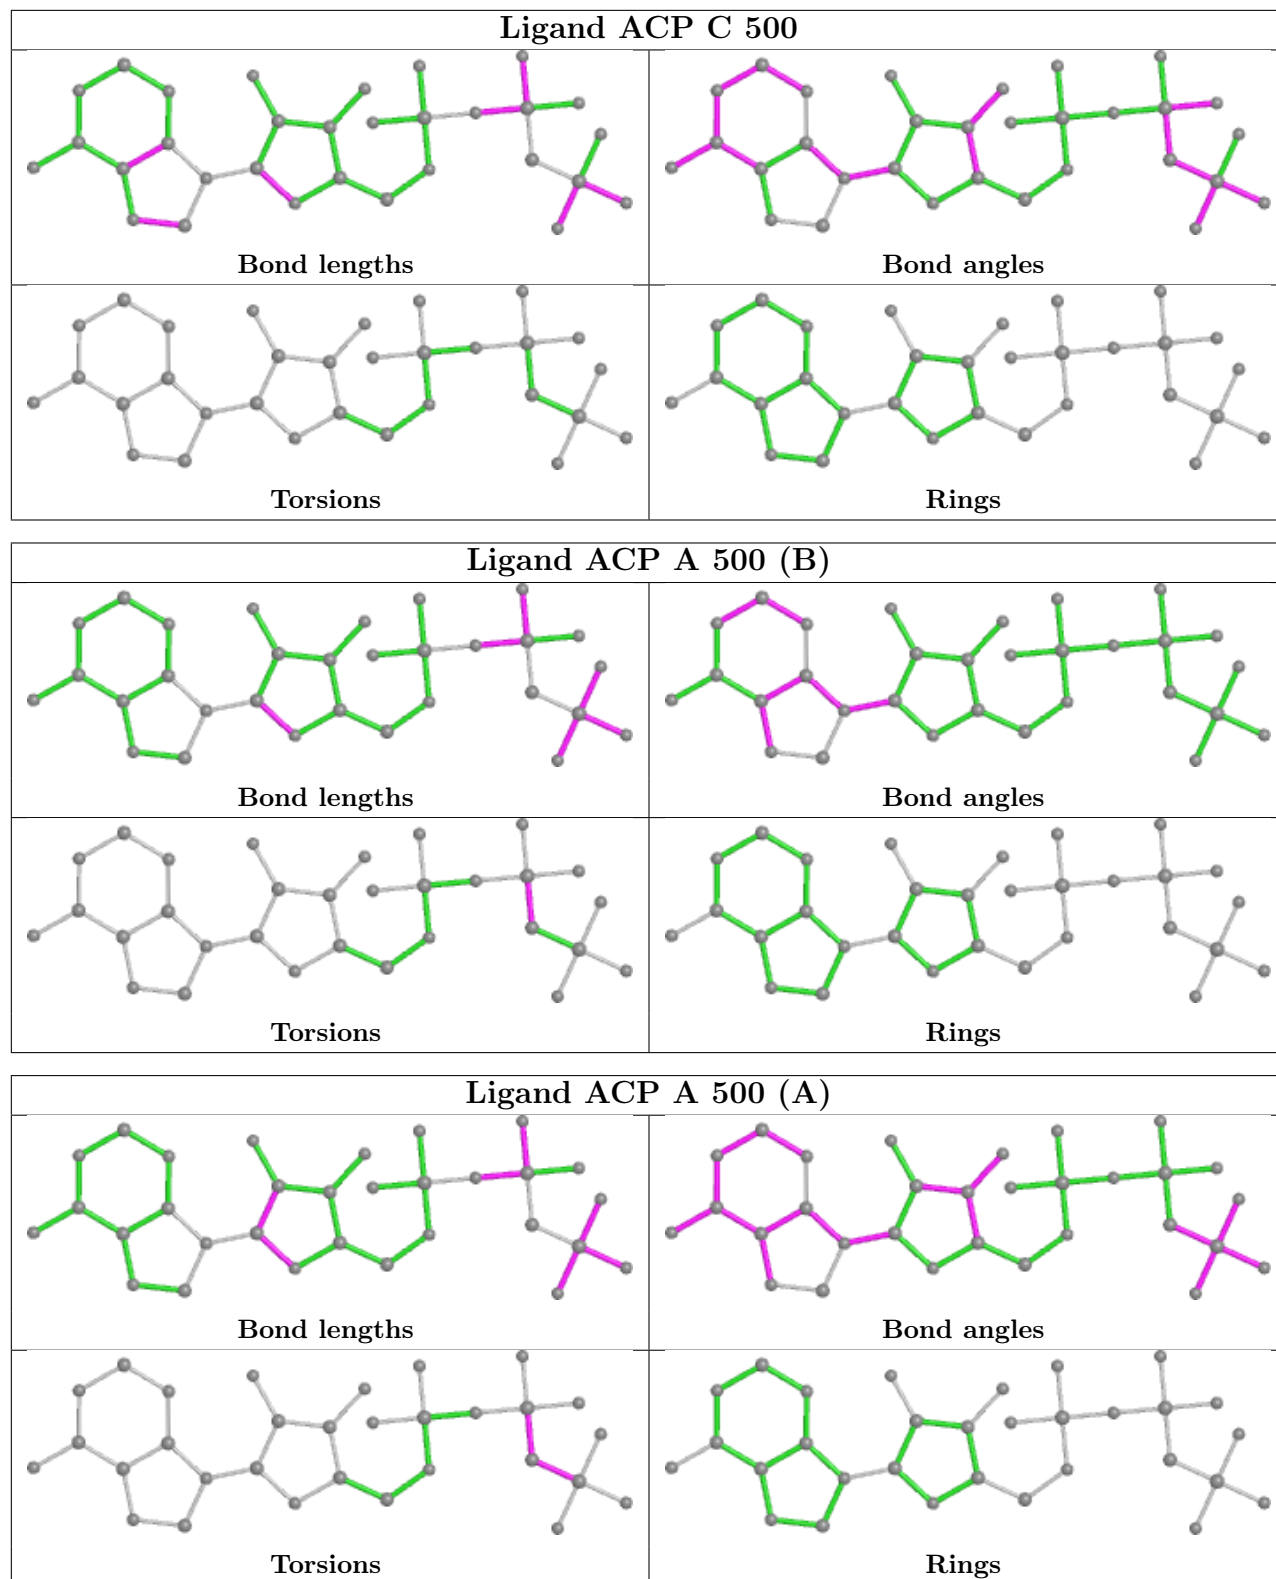 Ligand ACP C 500
Bond lengths
Bond angles
Torsions
Rings
Ligand ACP A 500 (B)
Bond lengths
Bond angles
Torsions
Rings
Ligand ACP A 500 (A)
Bond lengths
Bond angles
Torsions
Rings